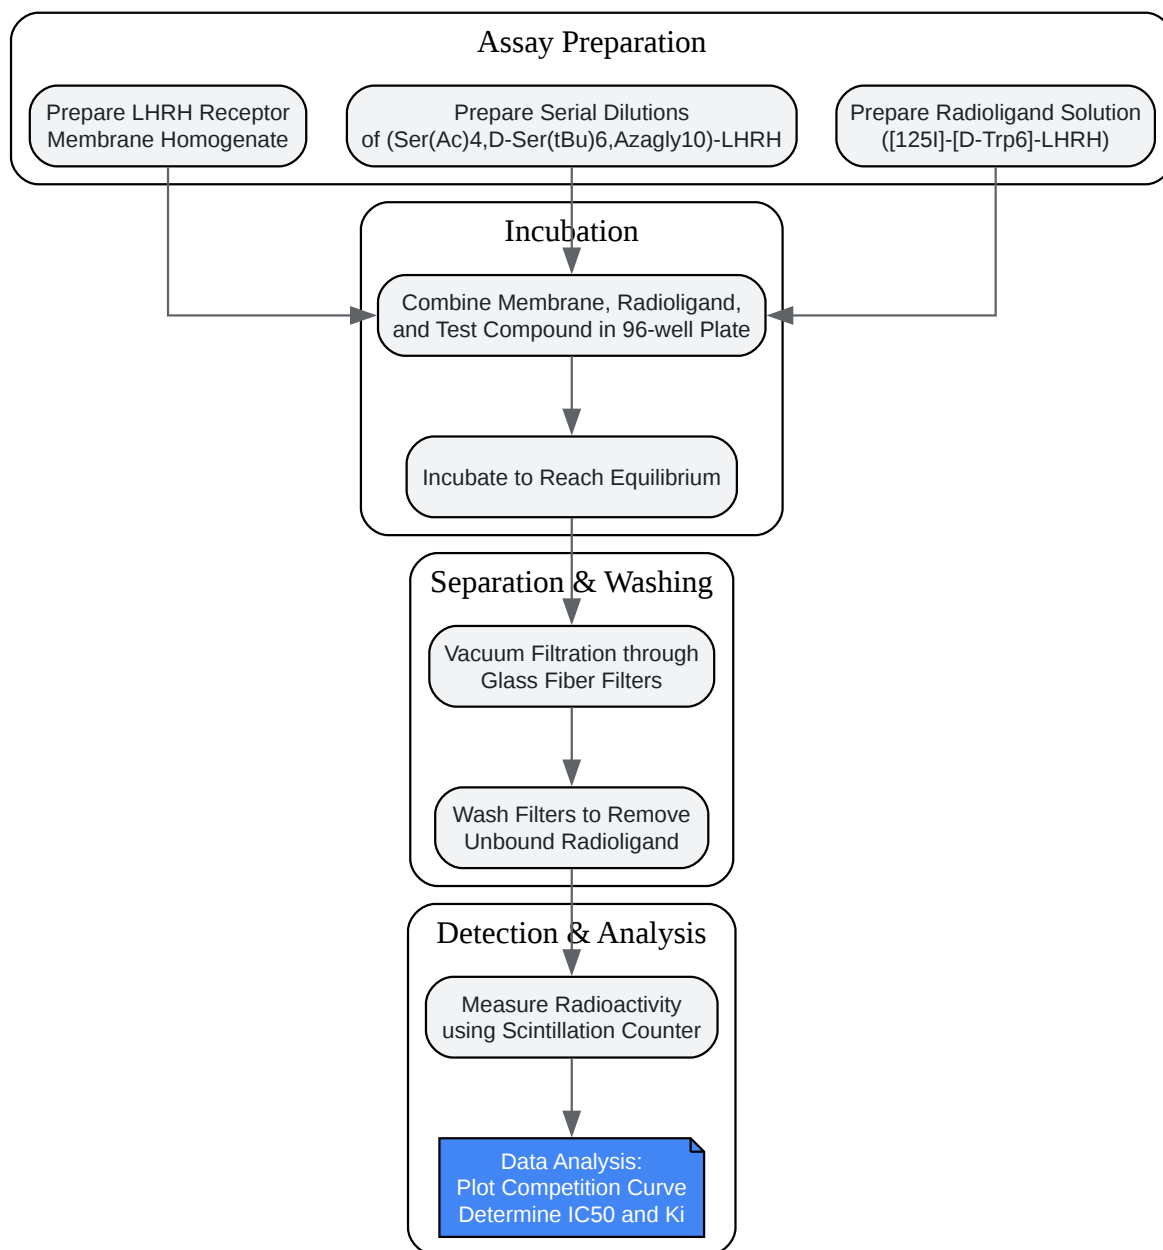 Assay Preparation
Prepare LHRH Receptor
Membrane Homogenate
Prepare Serial Dilutions
of (Ser(Ac)4,D-Ser(tBu)6,Azagly10)-LHRH
Prepare Radioligand Solution
([125I]-[D-Trp6]-LHRH)
Incubation
Combine Membrane, Radioligand,
and Test Compound in 96-well Plate
Incubate to Reach Equilibrium
Separation & Washing
Vacuum Filtration through
Glass Fiber Filters
Wash Filters to Remove
Unbound Radioligand
Detection & Analysis
Measure Radioactivity
using Scintillation Counter
Data Analysis:
Plot Competition Curve
Determine IC50 and Ki